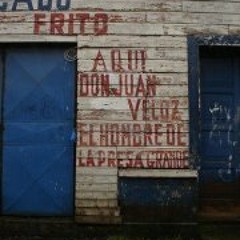 FRITO
AQUI
DON JUAN
VELOZ
EL HOMBRE DE
LA PRESA GRANDE